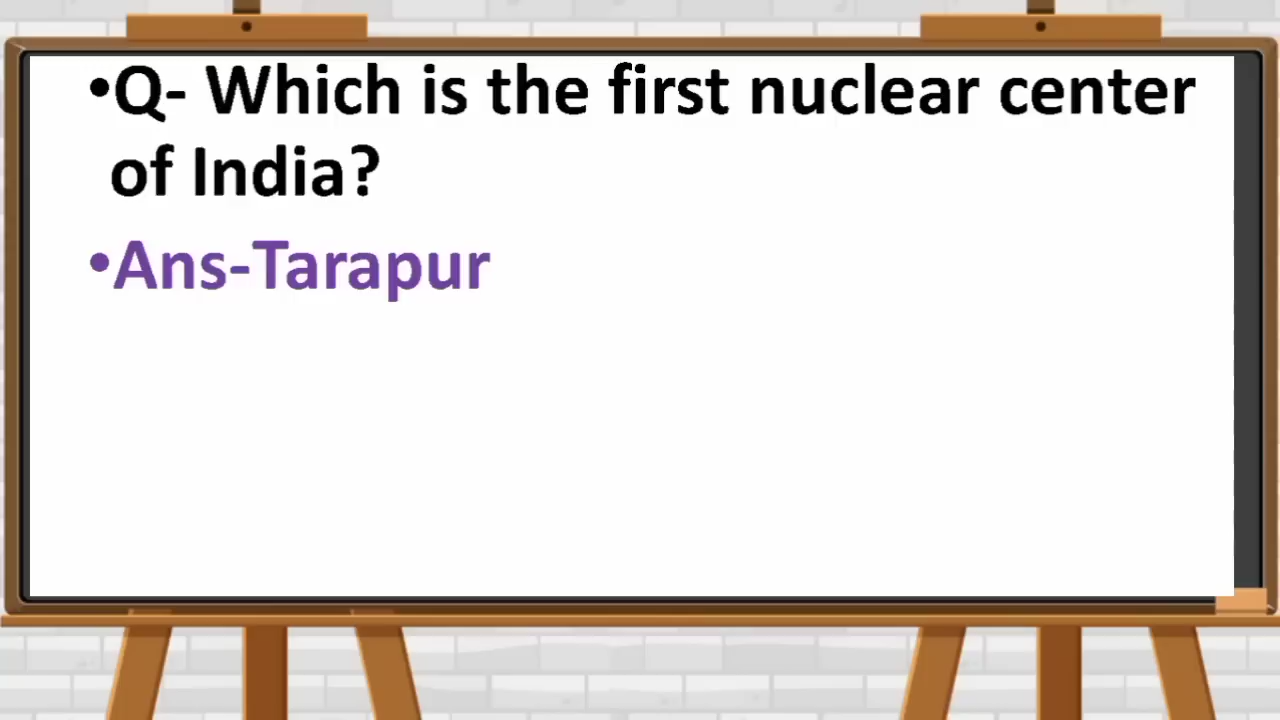 •Q- Which is the first nuclear center
of India?
•Ans-Tarapur